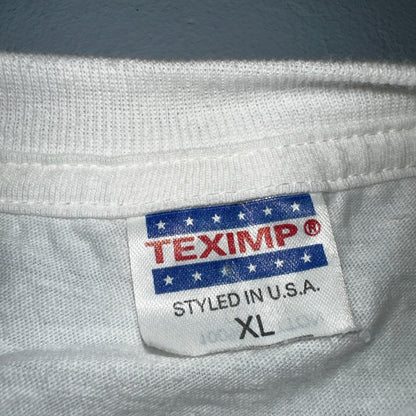 TEXIMP®
STYLED IN U.S.A.
XL